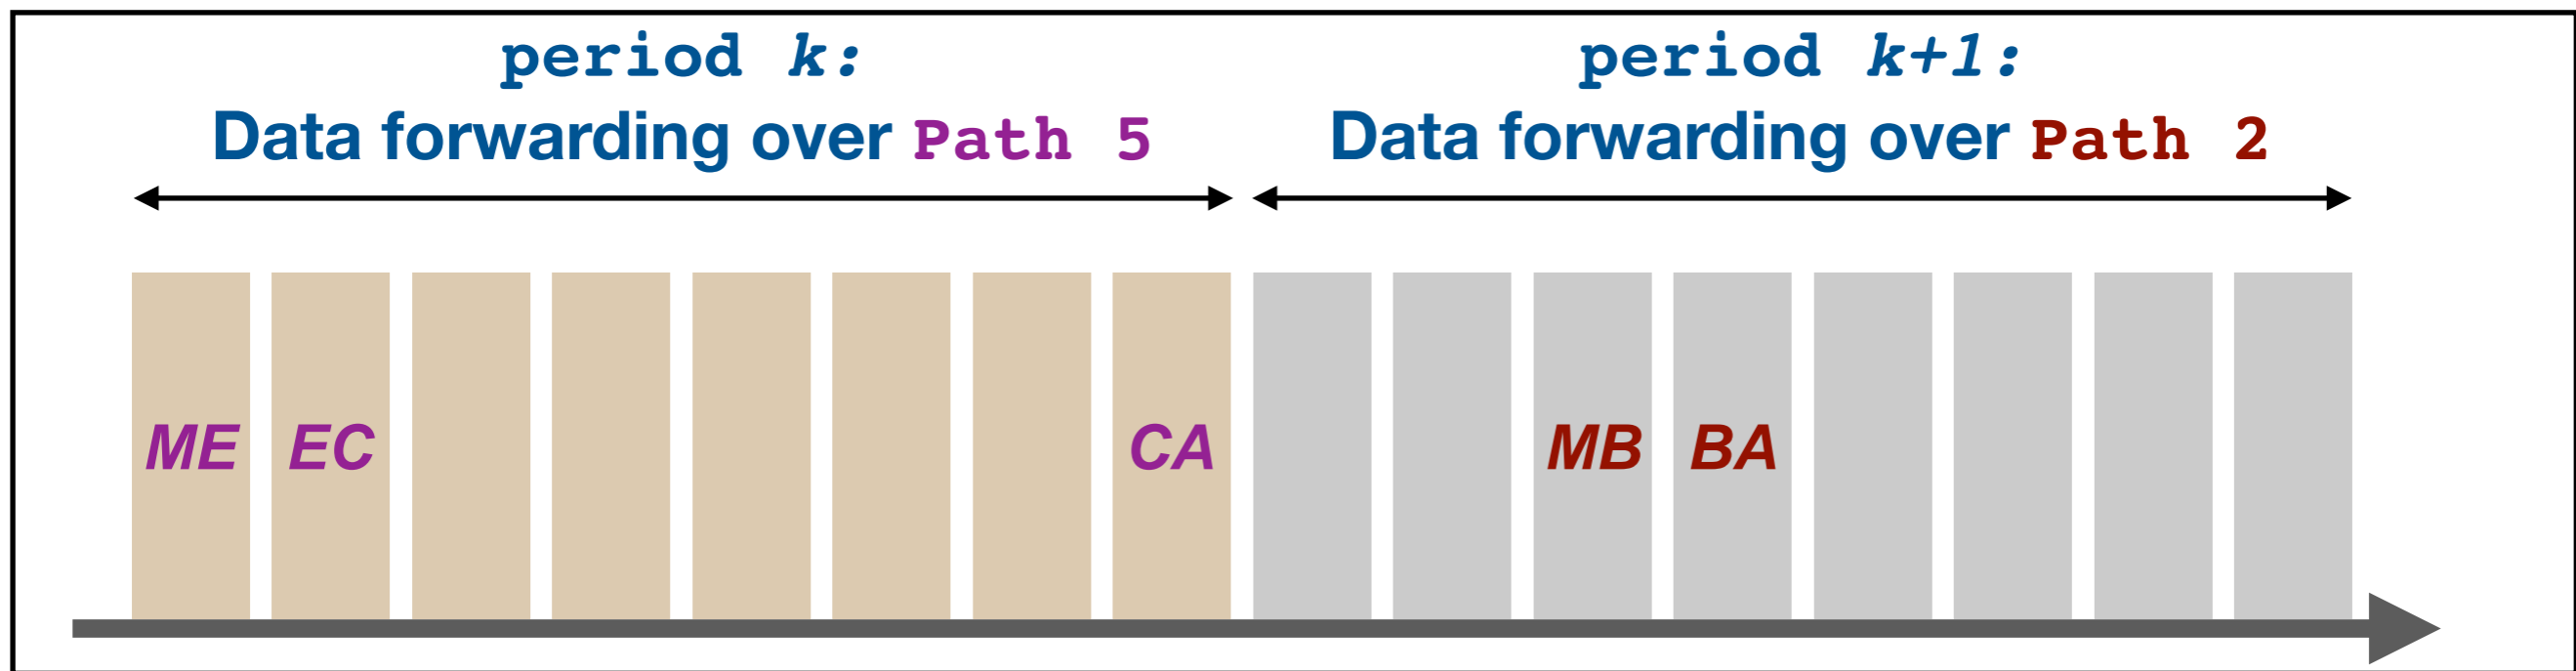 period k:
Data forwarding over Path 5
period k+1:
Data forwarding over Path 2
ME EC CA MB BA